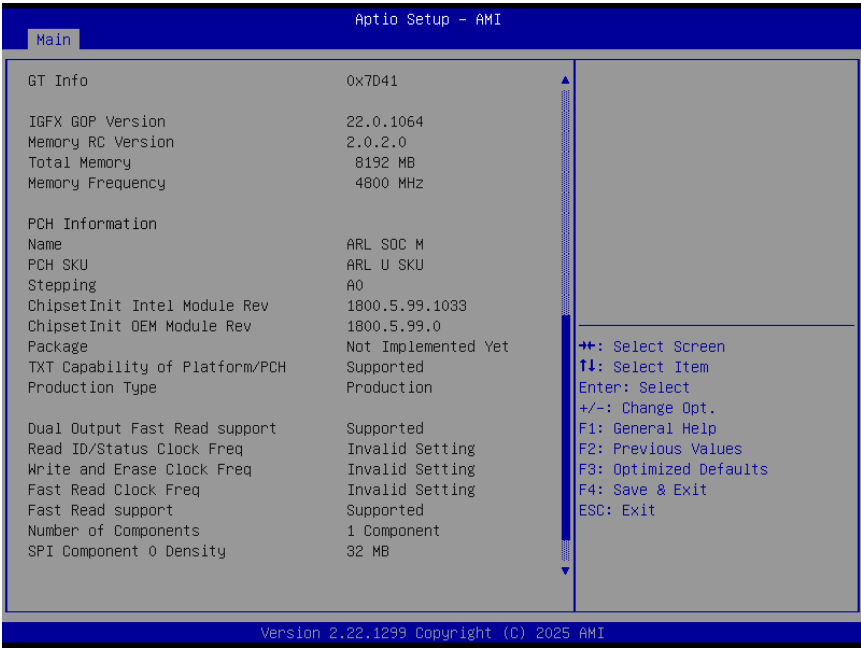 Aptio Setup – AMI
Main
GT Info 0x7D41
IGFX GOP Version 22.0.1064
Memory RC Version 2.0.2.0
Total Memory 8192 MB
Memory Frequency 4800 MHz
PCH Information
Name ARL SOC M
PCH SKU ARL U SKU
Stepping A0
ChipsetInit Intel Module Rev 1800.5.99.1033
ChipsetInit OEM Module Rev 1800.5.99.0
Package Not Implemented Yet
TXT Capability of Platform/PCH Supported
Production Type Production
Dual Output Fast Read support Supported
Read ID/Status Clock Freq Invalid Setting
Write and Erase Clock Freq Invalid Setting
Fast Read Clock Freq Invalid Setting
Fast Read support Supported
Number of Components 1 Component
SPI Component 0 Density 32 MB
→←: Select Screen
↑↓: Select Item
Enter: Select
+/-: Change Opt.
F1: General Help
F2: Previous Values
F3: Optimized Defaults
F4: Save & Exit
ESC: Exit
Version 2.22.1299 Copyright (C) 2025 AMI